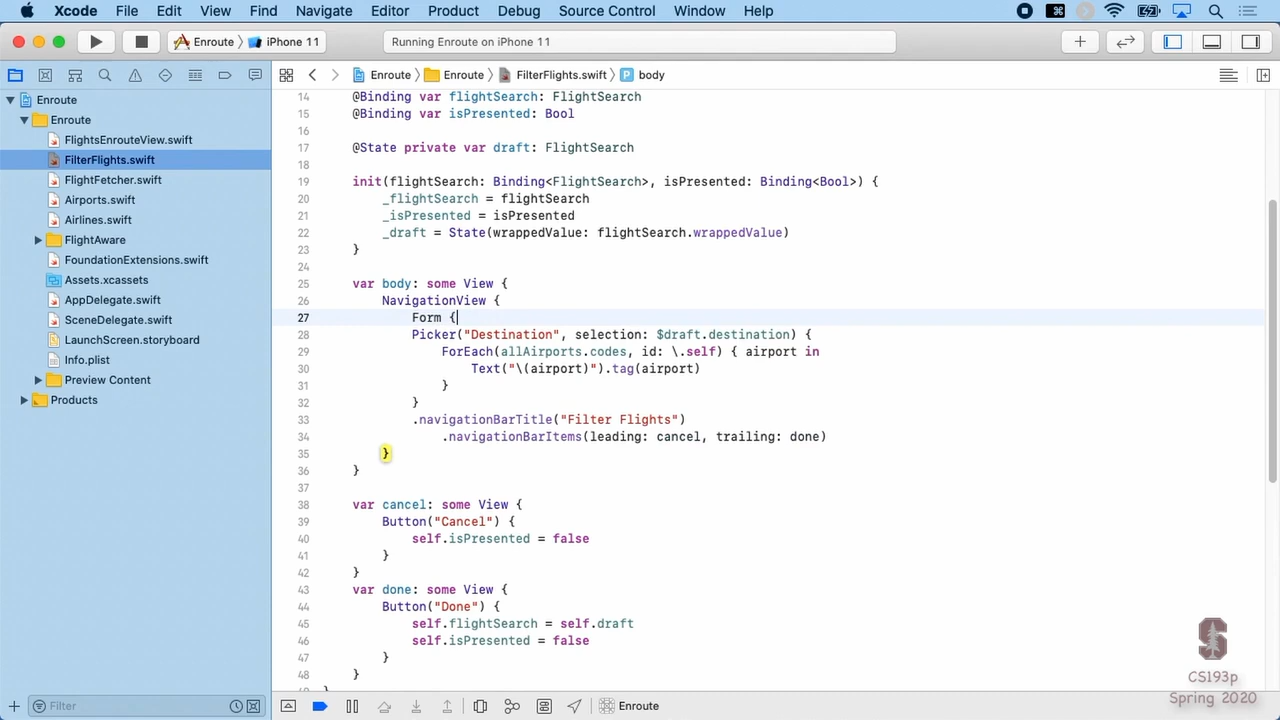 Xcode File Edit View Find Navigate Editor Product Debug Source Control Window Help
Enroute iPhone 11 Running Enroute on iPhone 11
Enroute Enroute FilterFlights.swift P body
Enroute
Enroute
FlightsEnrouteView.swift
FilterFlights.swift
FlightFetcher.swift
Airports.swift
Airlines.swift
FlightAware
FoundationExtensions.swift
Assets.xcassets
AppDelegate.swift
SceneDelegate.swift
LaunchScreen.storyboard
Info.plist
Preview Content
Products
Filter
14 @Binding var flightSearch: FlightSearch
15 @Binding var isPresented: Bool
16
17 @State private var draft: FlightSearch
18
19 init(flightSearch: Binding<FlightSearch>, isPresented: Binding<Bool>) {
20 _flightSearch = flightSearch
21 _isPresented = isPresented
22 _draft = State(wrappedValue: flightSearch.wrappedValue)
23 }
24
25 var body: some View {
26 NavigationView {
27 Form {
28 Picker("Destination", selection: $draft.destination) {
29 ForEach(allAirports.codes, id: \.self) { airport in
30 Text("\(airport)").tag(airport)
31 }
32 }
33 .navigationBarTitle("Filter Flights")
34 .navigationBarItems(leading: cancel, trailing: done)
35 }
36 }
37
38 var cancel: some View {
39 Button("Cancel") {
40 self.isPresented = false
41 }
42 }
43 var done: some View {
44 Button("Done") {
45 self.flightSearch = self.draft
46 self.isPresented = false
47 }
48 }
Enroute
CS193p
Spring 2020